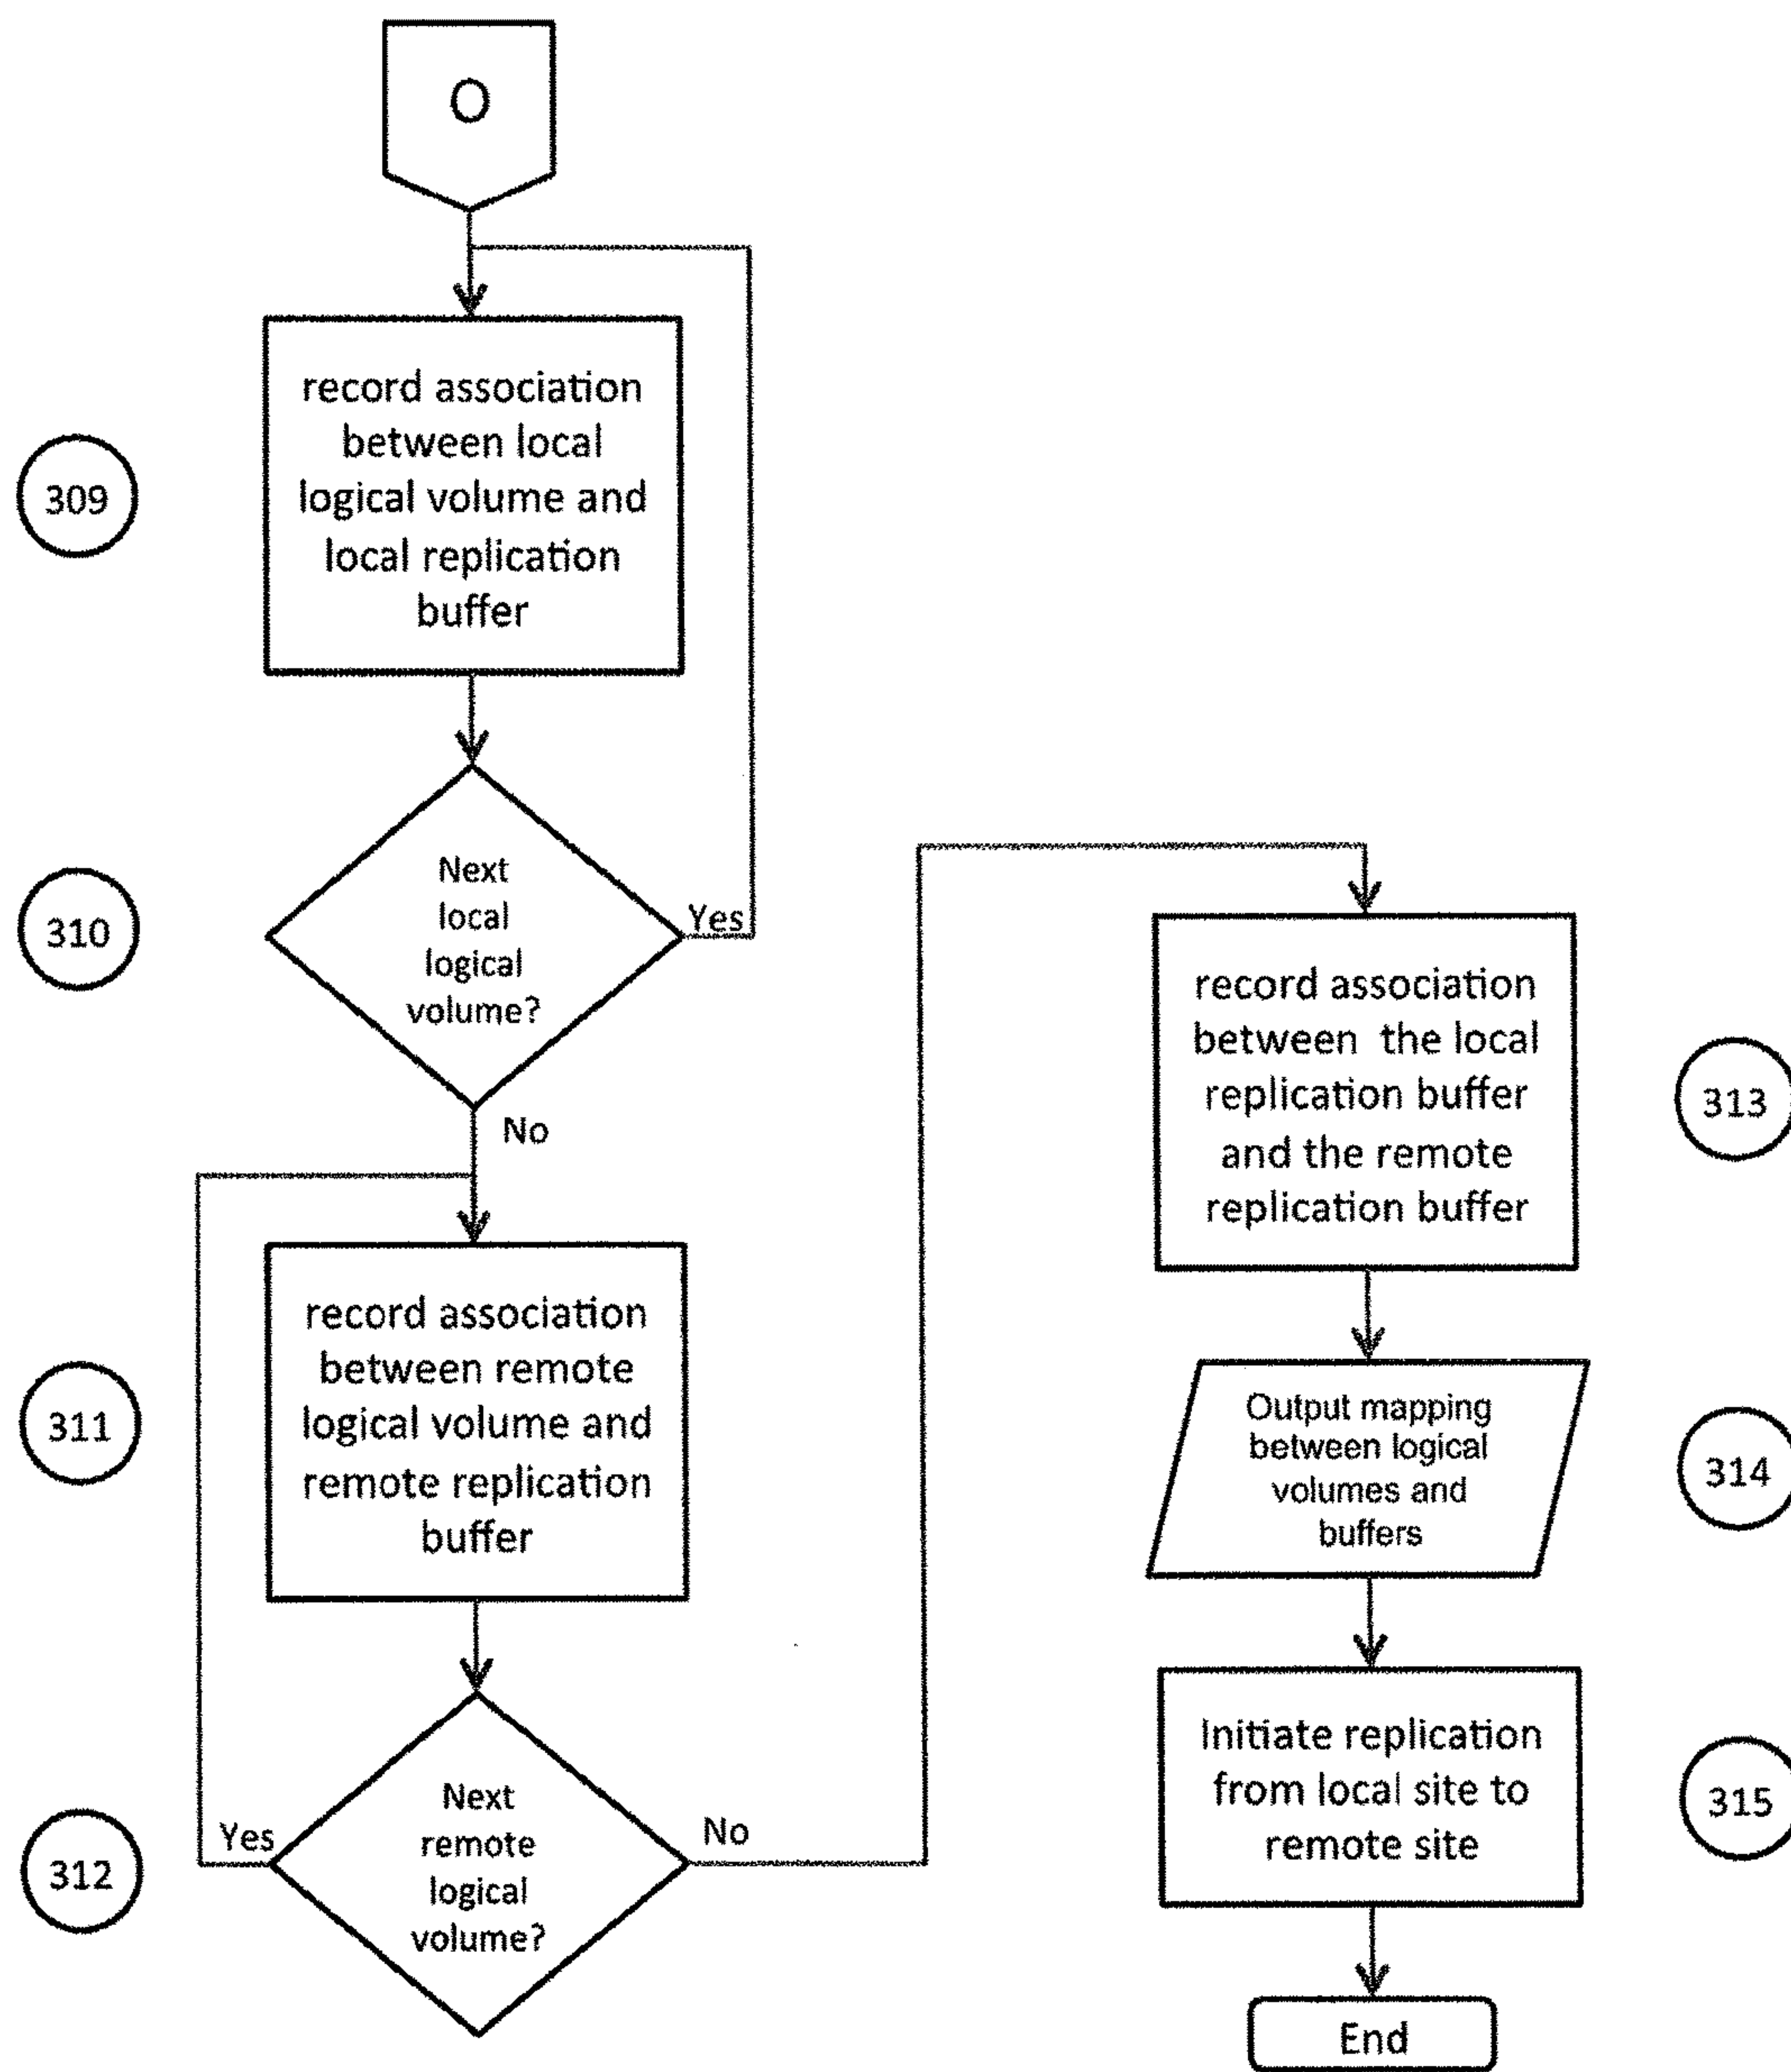 O
309
record association
between local
logical volume and
local replication
buffer
310
Next
local
logical
volume?
Yes
No
311
record association
between remote
logical volume and
remote replication
buffer
312
Yes
Next
remote
logical
volume?
No
record association
between the local
replication buffer
and the remote
replication buffer
313
Output mapping
between logical
volumes and
buffers
314
Initiate replication
from local site to
remote site
315
End